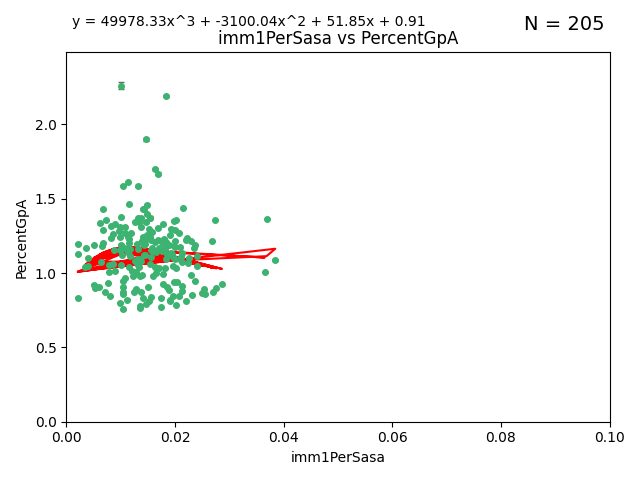 y = 49978.33x^3 + -3100.04x^2 + 51.85x + 0.91
N = 205
imm1PerSasa vs PercentGpA
PercentGpA
2.0
1.5
1.0
0.5
0.0
0.00 0.02 0.04 0.06 0.08 0.10
imm1PerSasa